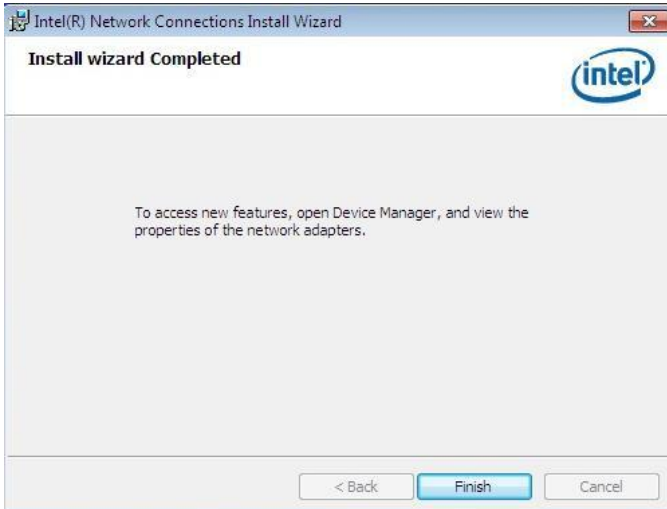 Intel(R) Network Connections Install Wizard
Install wizard Completed
intel
To access new features, open Device Manager, and view the
properties of the network adapters.
< Back
Finish
Cancel